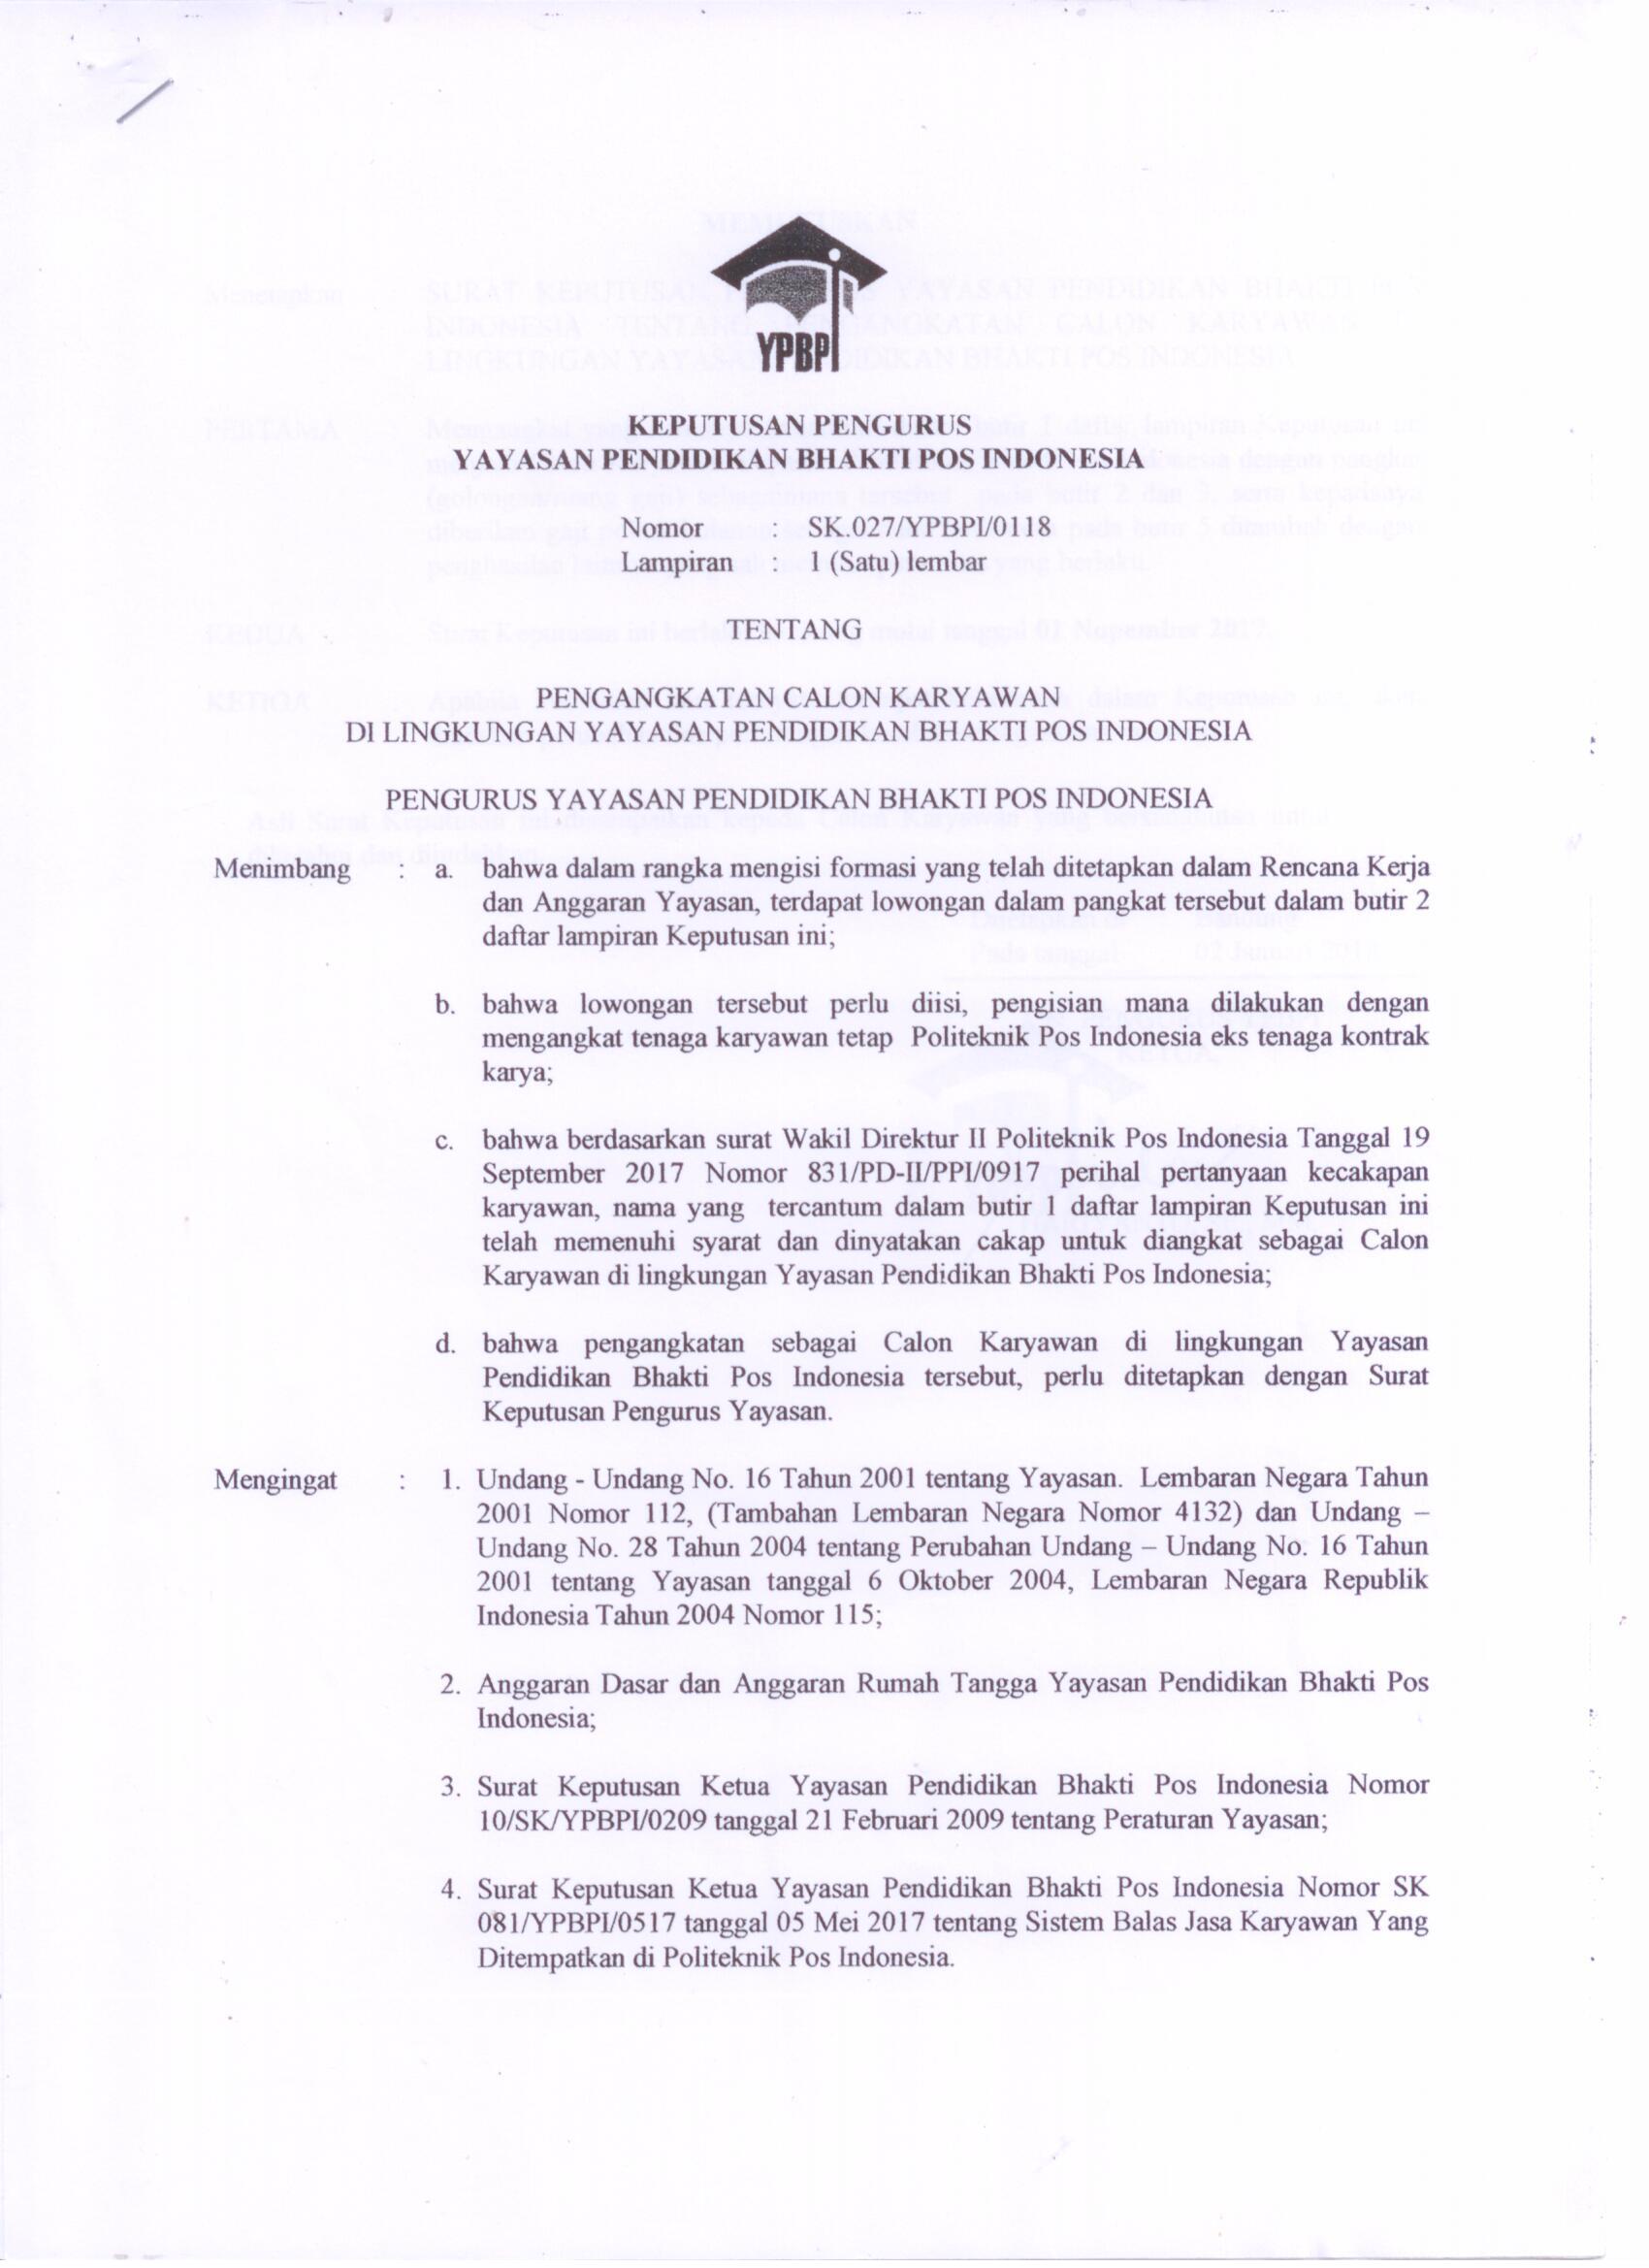 YPBPI
KEPUTUSAN PENGURUS
YAYASAN PENDIDIKAN BHAKTI POS INDONESIA
Nomor : SK.027/YPBPI/0118
Lampiran : 1 (Satu) lembar
TENTANG
PENGANGKATAN CALON KARYAWAN
DI LINGKUNGAN YAYASAN PENDIDIKAN BHAKTI POS INDONESIA
PENGURUS YAYASAN PENDIDIKAN BHAKTI POS INDONESIA
Menimbang : a. bahwa dalam rangka mengisi formasi yang telah ditetapkan dalam Rencana Kerja
dan Anggaran Yayasan, terdapat lowongan dalam pangkat tersebut dalam butir 2
daftar lampiran Keputusan ini;
b. bahwa lowongan tersebut perlu diisi, pengisian mana dilakukan dengan
mengangkat tenaga karyawan tetap Politeknik Pos Indonesia eks tenaga kontrak
karya;
c. bahwa berdasarkan surat Wakil Direktur II Politeknik Pos Indonesia Tanggal 19
September 2017 Nomor 831/PD-II/PPI/0917 perihal pertanyaan kecakapan
karyawan, nama yang tercantum dalam butir 1 daftar lampiran Keputusan ini
telah memenuhi syarat dan dinyatakan cakap untuk diangkat sebagai Calon
Karyawan di lingkungan Yayasan Pendidikan Bhakti Pos Indonesia;
d. bahwa pengangkatan sebagai Calon Karyawan di lingkungan Yayasan
Pendidikan Bhakti Pos Indonesia tersebut, perlu ditetapkan dengan Surat
Keputusan Pengurus Yayasan.
Mengingat : 1. Undang - Undang No. 16 Tahun 2001 tentang Yayasan. Lembaran Negara Tahun
2001 Nomor 112, (Tambahan Lembaran Negara Nomor 4132) dan Undang –
Undang No. 28 Tahun 2004 tentang Perubahan Undang – Undang No. 16 Tahun
2001 tentang Yayasan tanggal 6 Oktober 2004, Lembaran Negara Republik
Indonesia Tahun 2004 Nomor 115;
2. Anggaran Dasar dan Anggaran Rumah Tangga Yayasan Pendidikan Bhakti Pos
Indonesia;
3. Surat Keputusan Ketua Yayasan Pendidikan Bhakti Pos Indonesia Nomor
10/SK/YPBPI/0209 tanggal 21 Februari 2009 tentang Peraturan Yayasan;
4. Surat Keputusan Ketua Yayasan Pendidikan Bhakti Pos Indonesia Nomor SK
081/YPBPI/0517 tanggal 05 Mei 2017 tentang Sistem Balas Jasa Karyawan Yang
Ditempatkan di Politeknik Pos Indonesia.